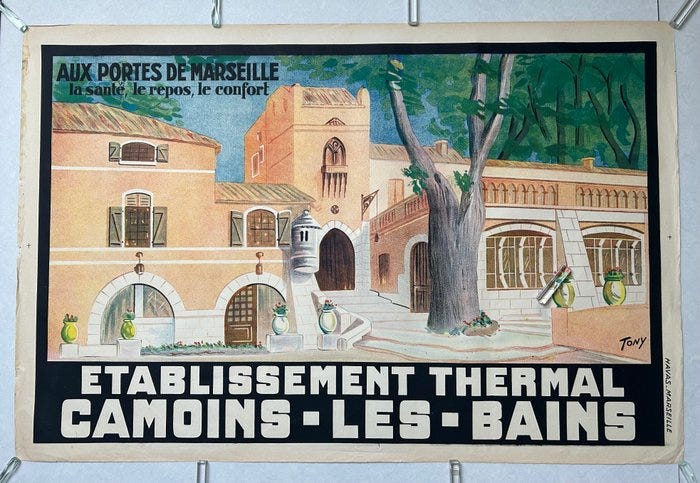 AUX PORTES DE MARSEILLE
la santé, le repos, le confort
TONY
ETABLISSEMENT THERMAL
CAMOINS - LES - BAINS
HAVAS-MARSEILLE